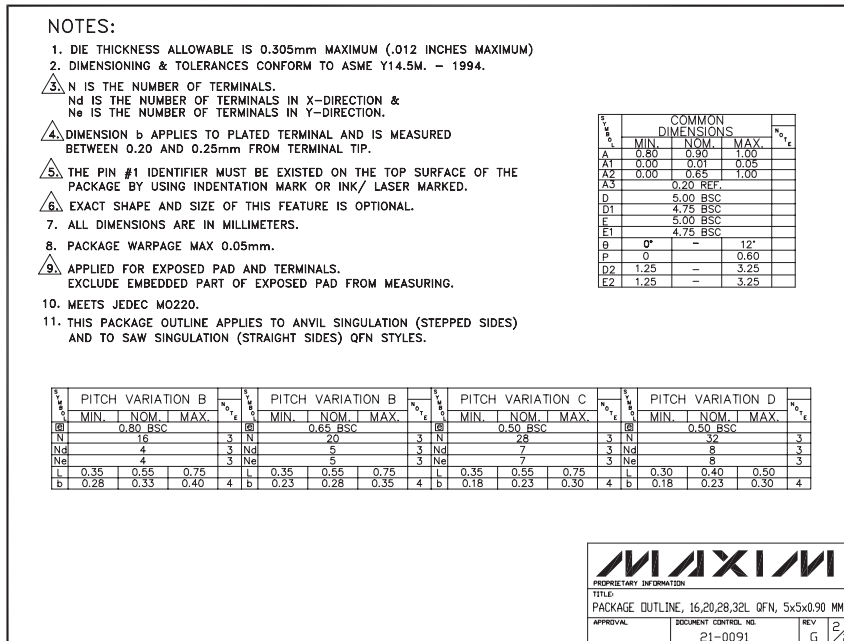 NOTES:
1. DIE THICKNESS ALLOWABLE IS 0.305mm MAXIMUM (.012 INCHES MAXIMUM)
2. DIMENSIONING & TOLERANCES CONFORM TO ASME Y14.5M. – 1994.
3. N IS THE NUMBER OF TERMINALS.
Nd IS THE NUMBER OF TERMINALS IN X-DIRECTION &
Ne IS THE NUMBER OF TERMINALS IN Y-DIRECTION.
4. DIMENSION b APPLIES TO PLATED TERMINAL AND IS MEASURED
BETWEEN 0.20 AND 0.25mm FROM TERMINAL TIP.
5. THE PIN #1 IDENTIFIER MUST BE EXISTED ON THE TOP SURFACE OF THE
PACKAGE BY USING INDENTATION MARK OR INK/ LASER MARKED.
6. EXACT SHAPE AND SIZE OF THIS FEATURE IS OPTIONAL.
7. ALL DIMENSIONS ARE IN MILLIMETERS.
8. PACKAGE WARPAGE MAX 0.05mm.
9. APPLIED FOR EXPOSED PAD AND TERMINALS.
EXCLUDE EMBEDDED PART OF EXPOSED PAD FROM MEASURING.
10. MEETS JEDEC MO220.
11. THIS PACKAGE OUTLINE APPLIES TO ANVIL SINGULATION (STEPPED SIDES)
AND TO SAW SINGULATION (STRAIGHT SIDES) QFN STYLES.
SYMBOL COMMON DIMENSIONS NOTE
MIN. NOM. MAX.
A 0.80 0.90 1.00
A1 0.00 0.01 0.05
A2 0.00 0.65 1.00
A3 0.20 REF.
D 5.00 BSC
D1 4.75 BSC
E 5.00 BSC
E1 4.75 BSC
θ 0° – 12°
P 0 0.60
D2 1.25 – 3.25
E2 1.25 – 3.25
SYMBOL PITCH VARIATION B NOTE SYMBOL PITCH VARIATION B NOTE SYMBOL PITCH VARIATION C NOTE SYMBOL PITCH VARIATION D NOTE
MIN. NOM. MAX. MIN. NOM. MAX. MIN. NOM. MAX. MIN. NOM. MAX.
e 0.80 BSC e 0.65 BSC e 0.50 BSC e 0.50 BSC
N 16 3 N 20 3 N 28 3 N 32 3
Nd 4 3 Nd 5 3 Nd 7 3 Nd 8 3
Ne 4 3 Ne 5 3 Ne 7 3 Ne 8 3
L 0.35 0.55 0.75 L 0.35 0.55 0.75 L 0.35 0.55 0.75 L 0.30 0.40 0.50
b 0.28 0.33 0.40 4 b 0.23 0.28 0.35 4 b 0.18 0.23 0.30 4 b 0.18 0.23 0.30 4
MAXIM
PROPRIETARY INFORMATION
TITLE:
PACKAGE OUTLINE, 16,20,28,32L QFN, 5x5x0.90 MM
APPROVAL DOCUMENT CONTROL NO. REV
21-0091 G 2/